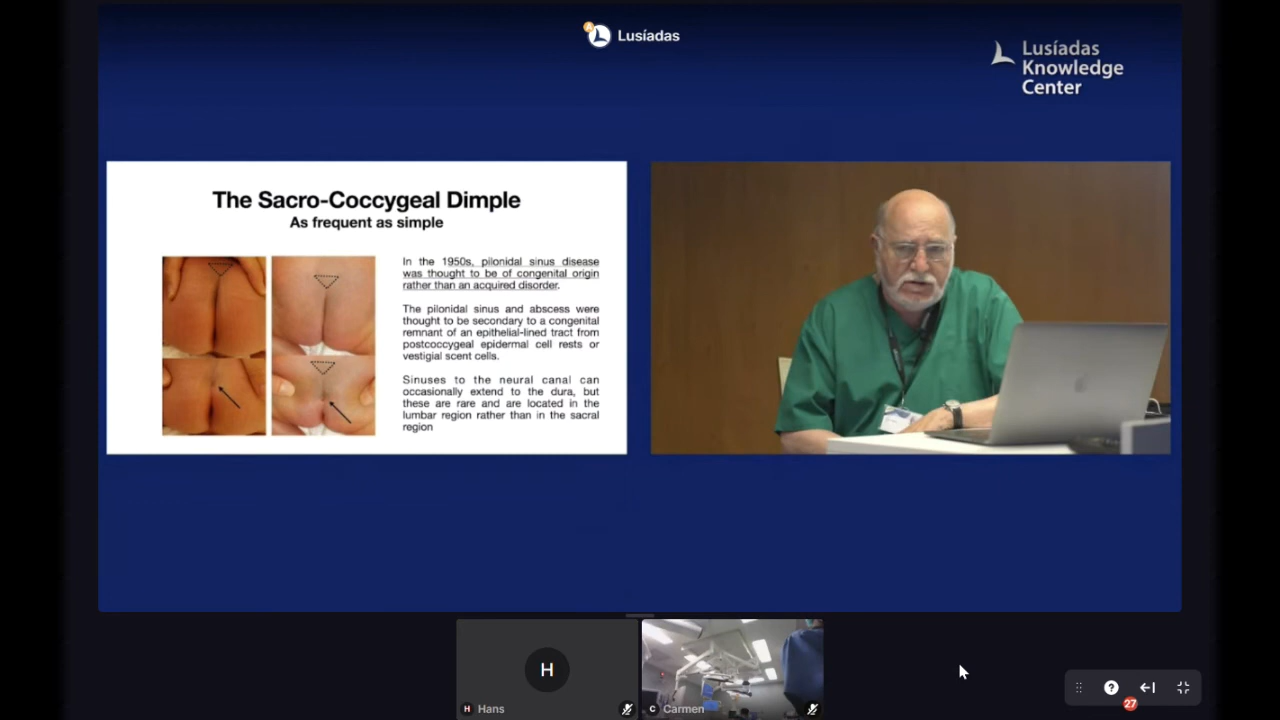 Lusíadas
Lusíadas
Knowledge
Center
The Sacro-Coccygeal Dimple
As frequent as simple
In the 1950s, pilonidal sinus disease
was thought to be of congenital origin
rather than an acquired disorder.
The pilonidal sinus and abscess were
thought to be secondary to a congenital
remnant of an epithelial-lined tract from
postcoccygeal epidermal cell rests or
vestigial scent cells.
Sinuses to the neural canal can
occasionally extend to the dura, but
these are rare and are located in the
lumbar region rather than in the sacral
region
H
H Hans
C Carmen
?
27